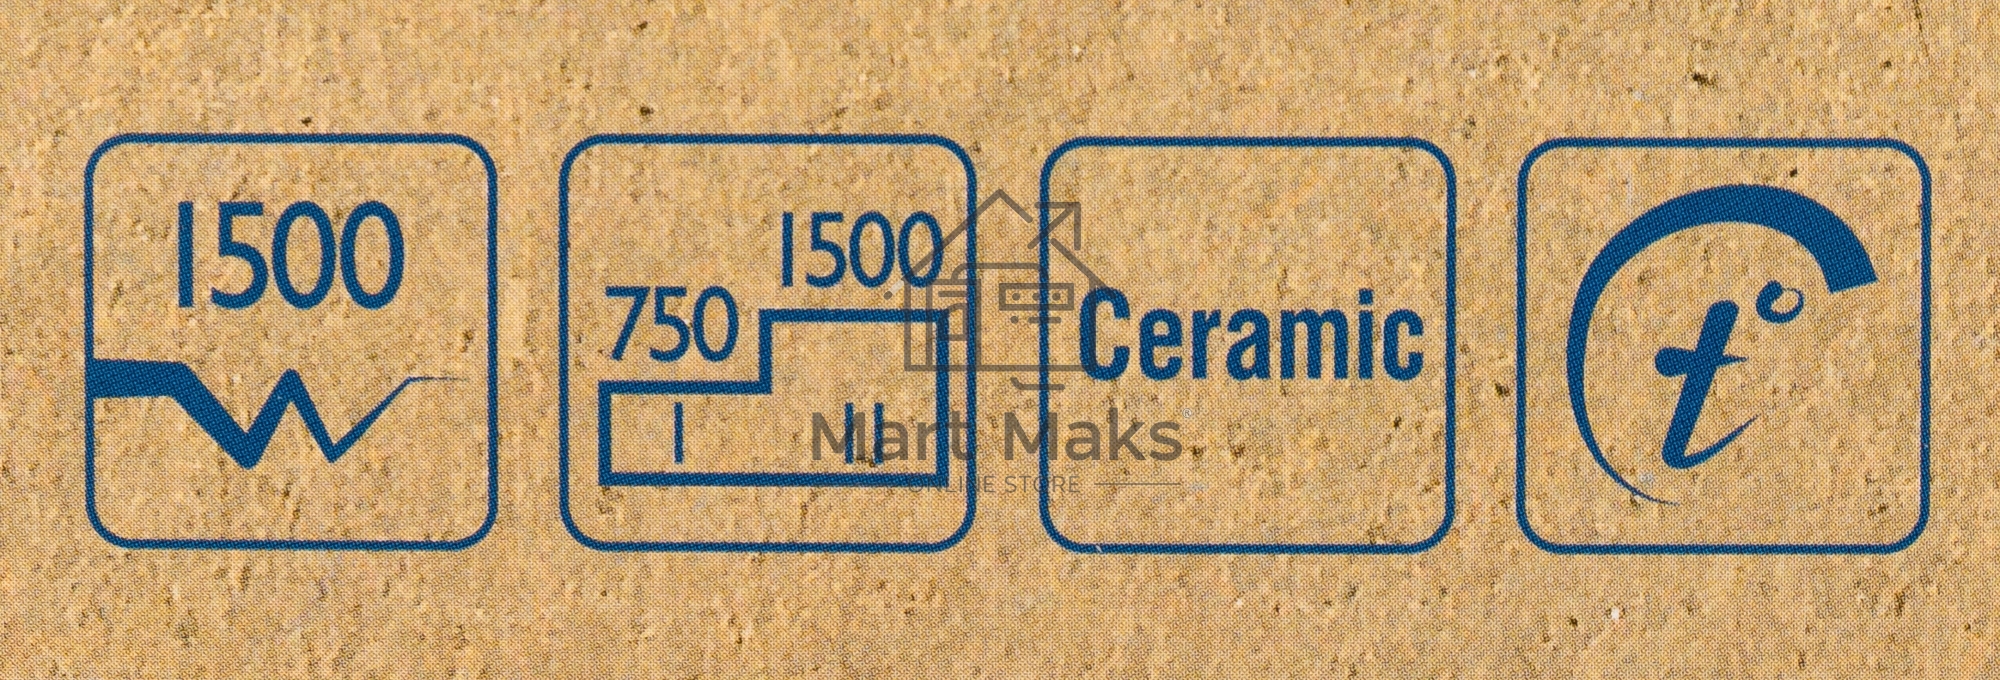 1500
W
750
1500
I
II
Ceramic
t°
Mart Maks
ONLINE STORE